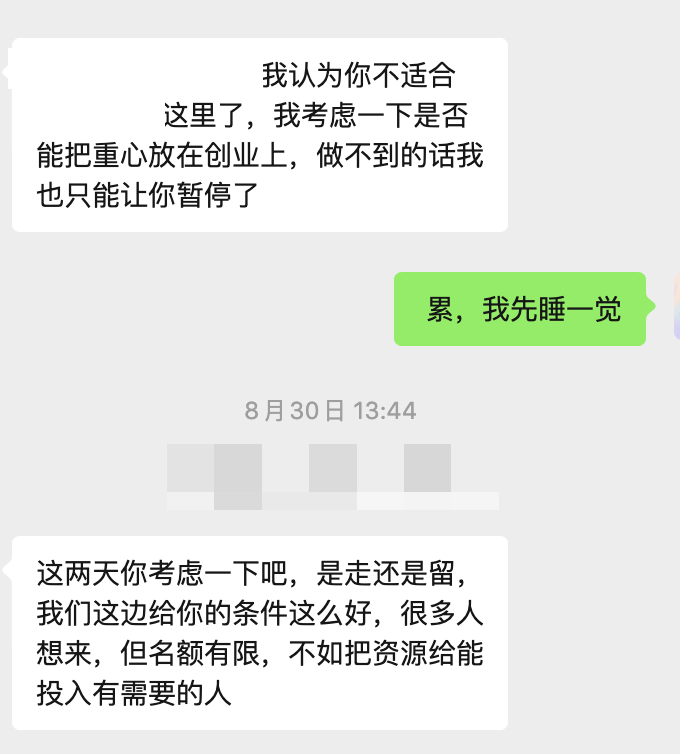 我认为你不适合
这里了，我考虑一下是否
能把重心放在创业上，做不到的话我
也只能让你暂停了
累，我先睡一觉
8月30日 13:44
这两天你考虑一下吧，是走还是留，
我们这边给你的条件这么好，很多人
想来，但名额有限，不如把资源给能
投入有需要的人